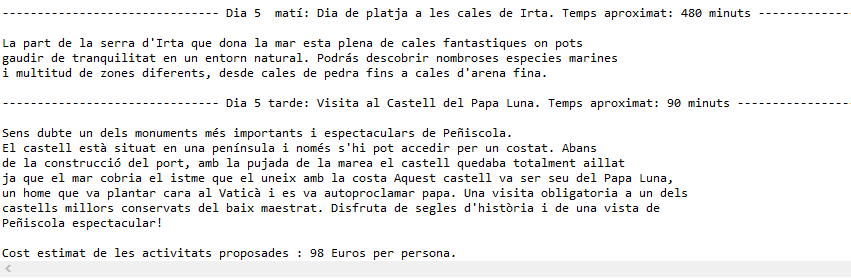 ------------------------------ Dia 5  matí: Dia de platja a les cales de Irta. Temps aproximat: 480 minuts -------------
La part de la serra d'Irta que dona la mar esta plena de cales fantastiques on pots
gaudir de tranquilitat en un entorn natural. Podrás descobrir nombroses especies marines
i multitud de zones diferents, desde cales de pedra fins a cales d'arena fina.
------------------------------ Dia 5 tarde: Visita al Castell del Papa Luna. Temps aproximat: 90 minuts ----------------
Sens dubte un dels monuments més importants i espectaculars de Peñiscola.
El castell està situat en una península i només s'hi pot accedir per un costat. Abans
de la construcció del port, amb la pujada de la marea el castell quedaba totalment aillat
ja que el mar cobria el istme que el uneix amb la costa Aquest castell va ser seu del Papa Luna,
un home que va plantar cara al Vaticà i es va autoproclamar papa. Una visita obligatoria a un dels
castells millors conservats del baix maestrat. Disfruta de segles d'història i de una vista de
Peñiscola espectacular!
Cost estimat de les activitats proposades : 98 Euros per persona.